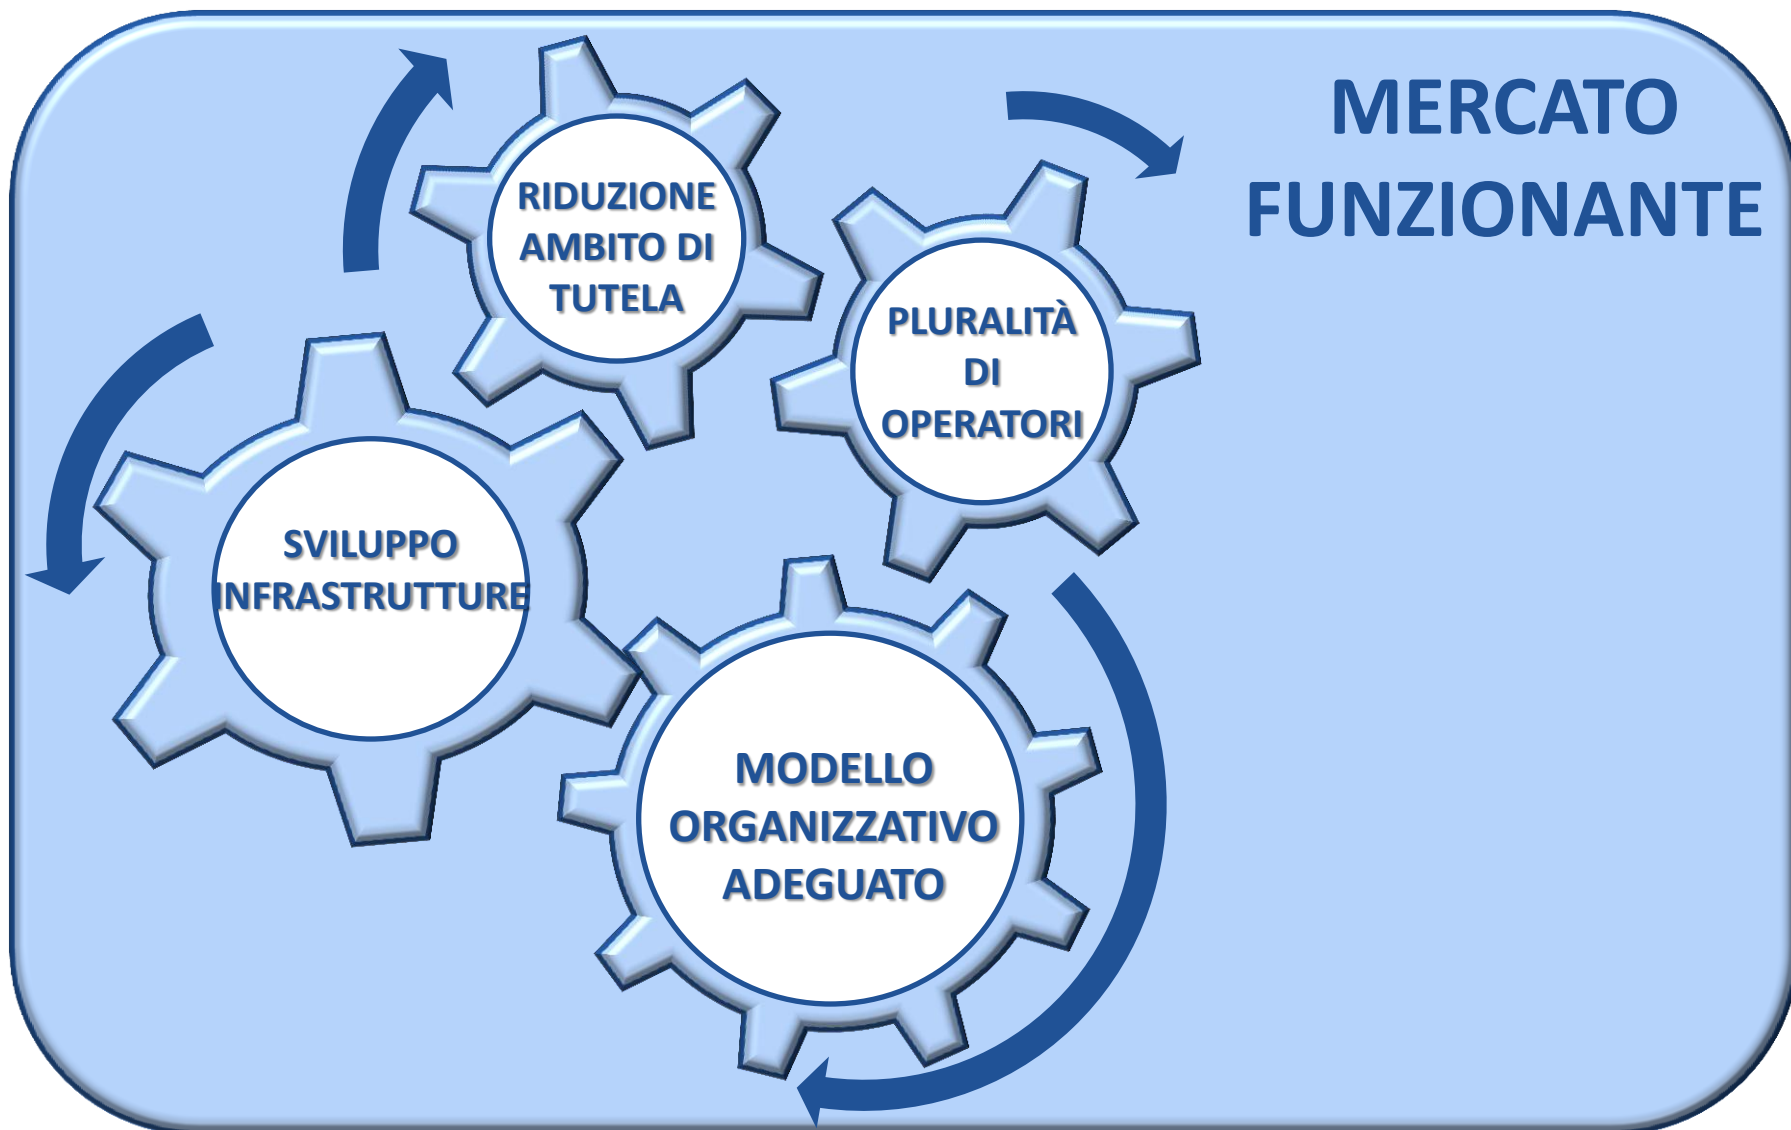 MERCATO
FUNZIONANTE
RIDUZIONE
AMBITO DI
TUTELA
PLURALITÀ
DI
OPERATORI
SVILUPPO
INFRASTRUTTURE
MODELLO
ORGANIZZATIVO
ADEGUATO